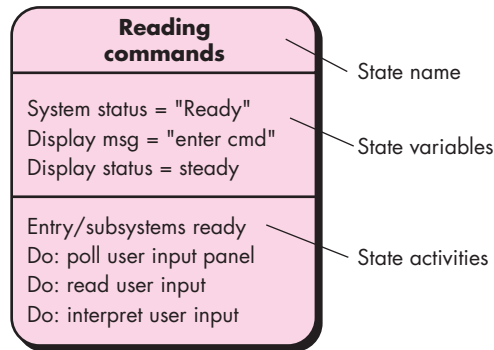 Reading
commands
State name
System status = "Ready"
Display msg = "enter cmd"
Display status = steady
State variables
Entry/subsystems ready
Do: poll user input panel
Do: read user input
Do: interpret user input
State activities